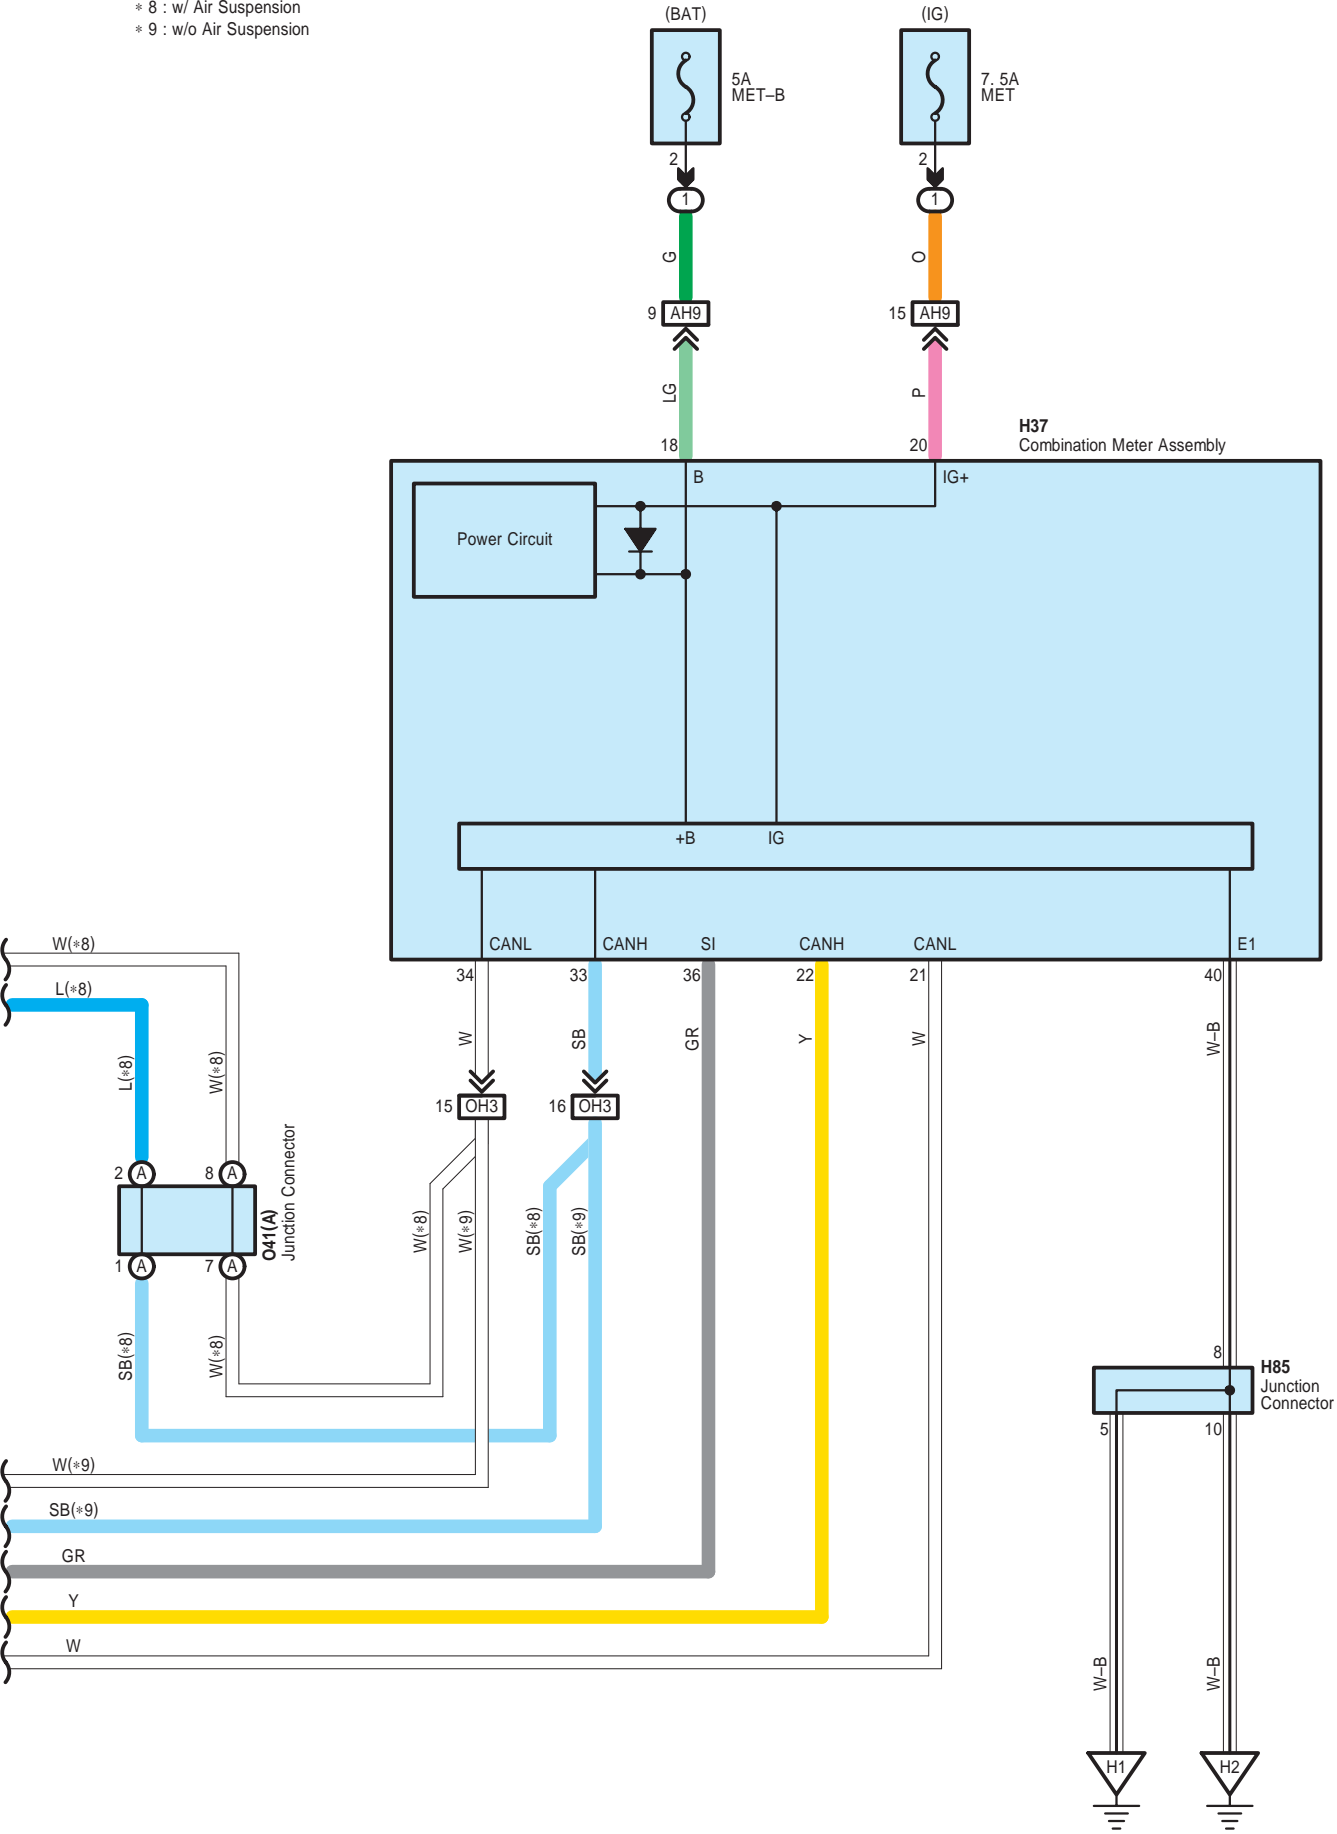 * 8 : w/ Air Suspension
* 9 : w/o Air Suspension
(BAT)
(IG)
5A
MET–B
7. 5A
MET
2
2
1
1
G
O
9
AH9
15
AH9
LG
P
H37
Combination Meter Assembly
18
20
B
IG+
Power Circuit
+B
IG
CANL
CANH
SI
CANH
CANL
E1
34
33
36
22
21
40
W(*8)
L(*8)
L(*8)
W(*8)
W
SB
GR
Y
W
W–B
15
OH3
16
OH3
2
A
8
A
O41(A)
Junction Connector
1
A
7
A
W(*8)
W(*9)
SB(*8)
SB(*9)
SB(*8)
W(*8)
8
H85
Junction
Connector
5
10
W(*9)
SB(*9)
GR
Y
W
W–B
W–B
H1
H2